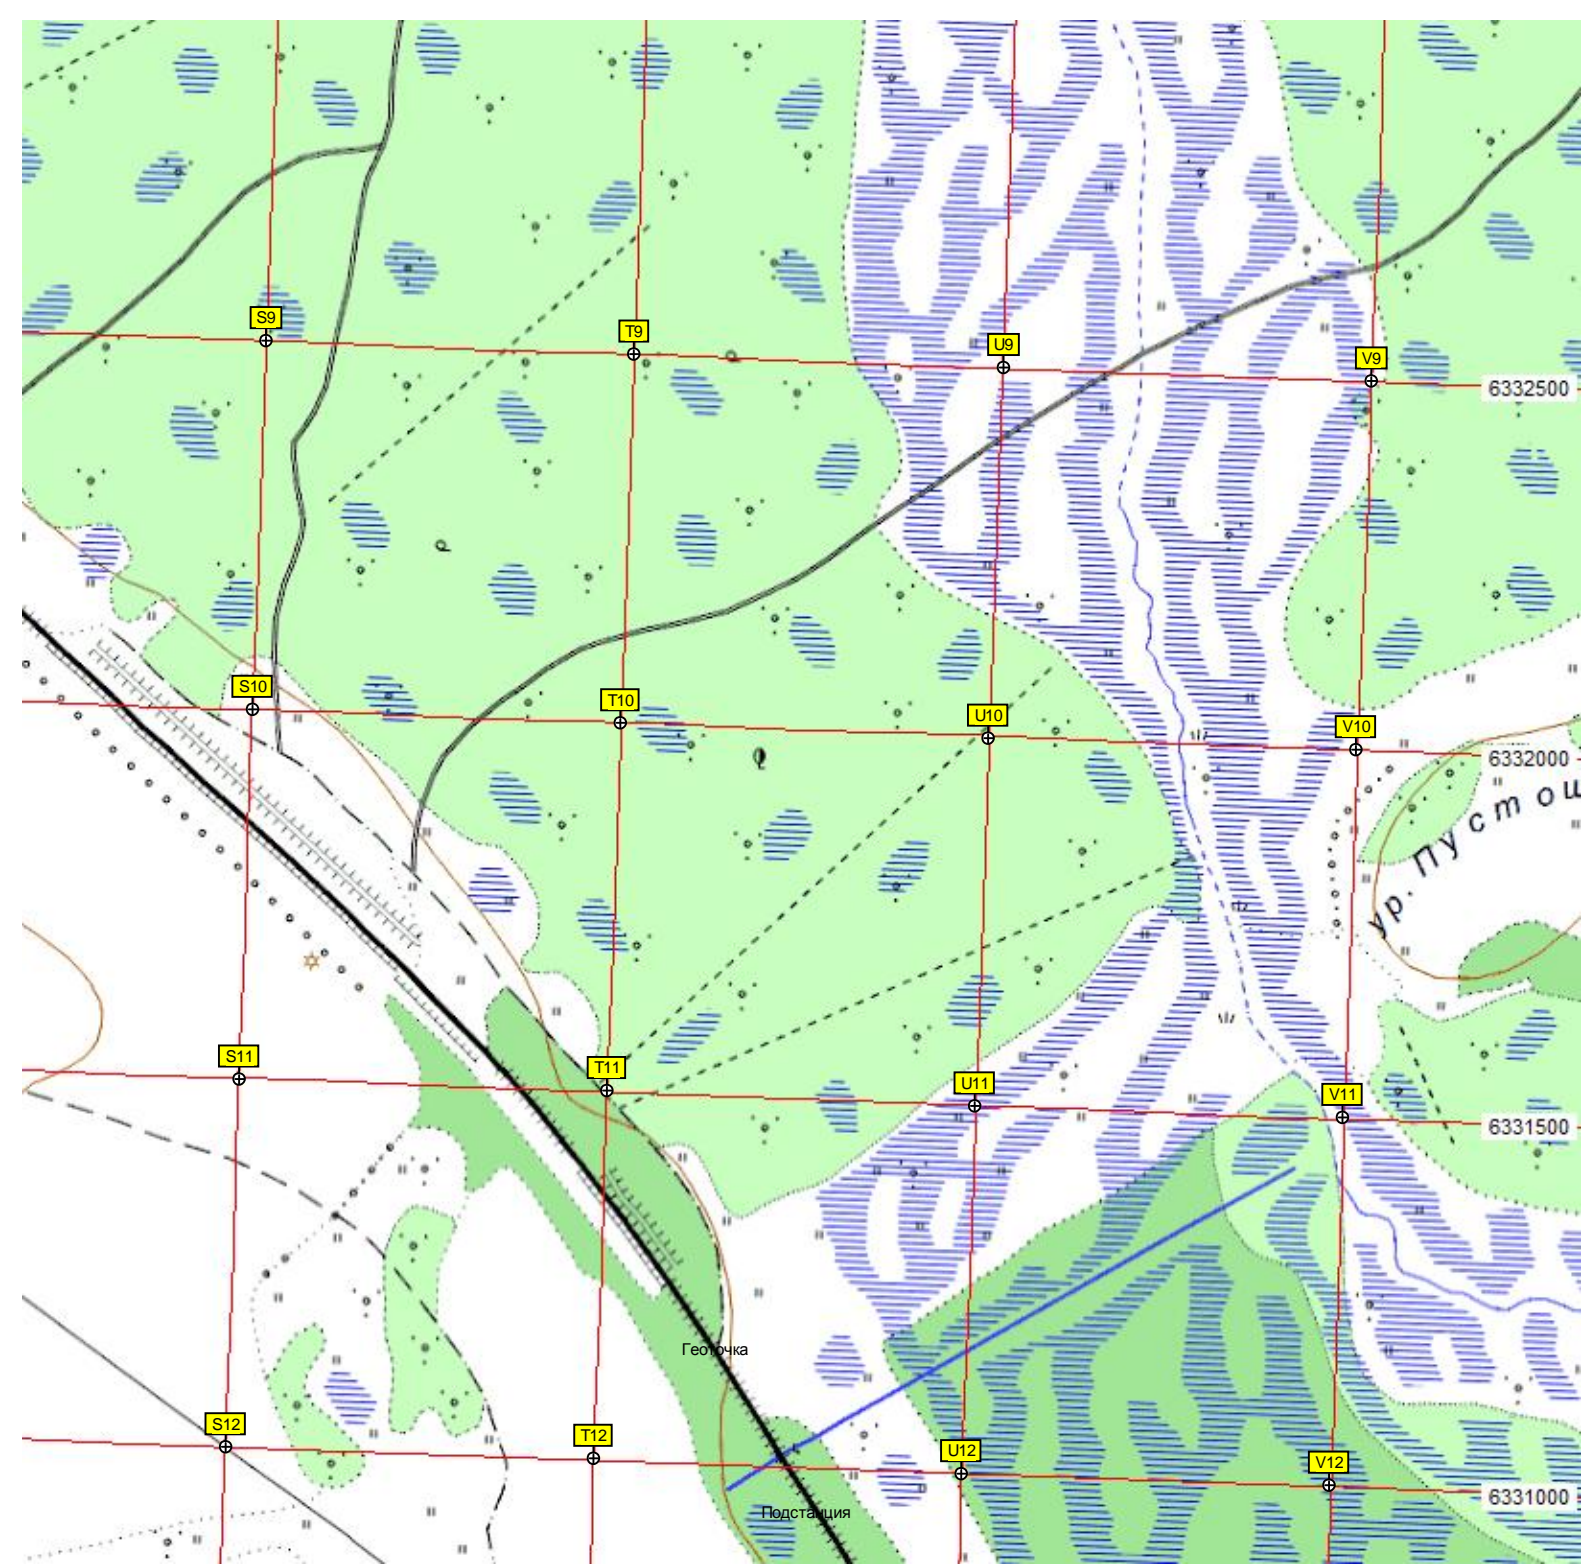 S9
T9
U9
V9
6332500
S10
T10
U10
V10
6332000
ур. Пустош
S11
T11
U11
V11
6331500
Геоточка
S12
T12
U12
V12
6331000
Подстанция